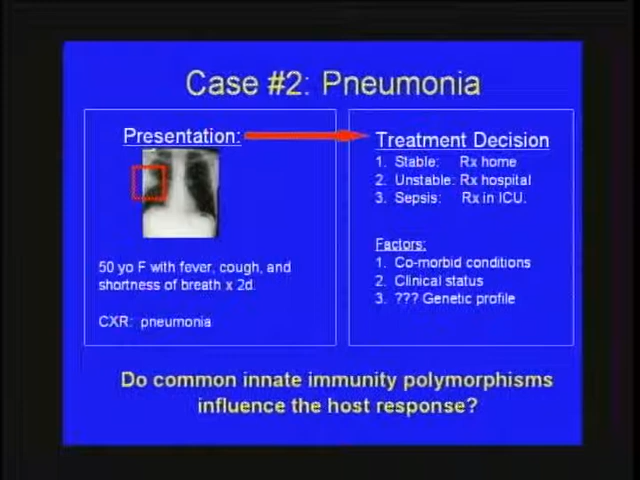 Case #2: Pneumonia
Presentation:
50 yo F with fever, cough, and
shortness of breath x 2d.
CXR: pneumonia
Treatment Decision
1. Stable: Rx home
2. Unstable: Rx hospital
3. Sepsis: Rx in ICU.
Factors:
1. Co-morbid conditions
2. Clinical status
3. ??? Genetic profile
Do common innate immunity polymorphisms
influence the host response?